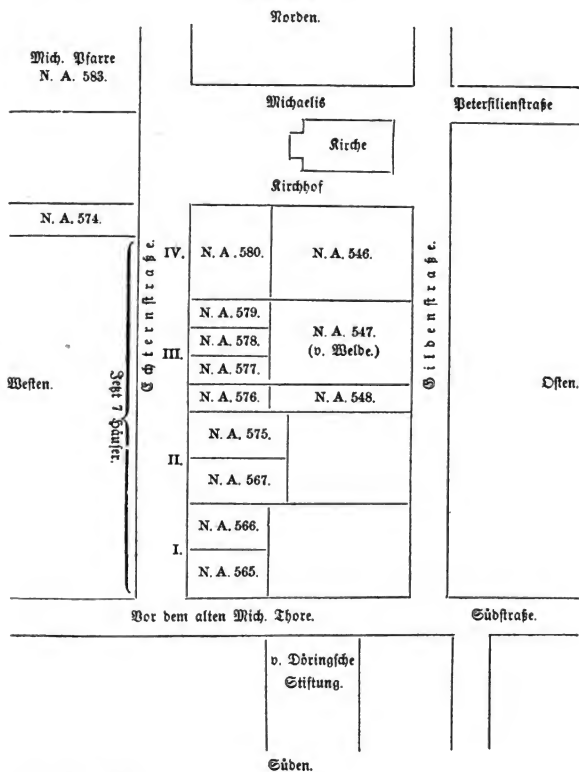 Norden.
Mich. Pfarre
N. A. 583.
Michaelis
Peterſilienſtraße
Kirche
Kirchhof
N. A. 574.
Echternſtraße.
IV.
N. A. 580.
N. A. 546.
Gildenſtraße.
N. A. 579.
N. A. 578.
III.
N. A. 577.
N. A. 547.
(v. Welde.)
Weſten.
Jetzt 7 Häuſer.
Oſten.
N. A. 576.
N. A. 548.
N. A. 575.
II.
N. A. 567.
N. A. 566.
I.
N. A. 565.
Vor dem alten Mich. Thore.
Südſtraße.
v. Döringſche
Stiftung.
Süden.